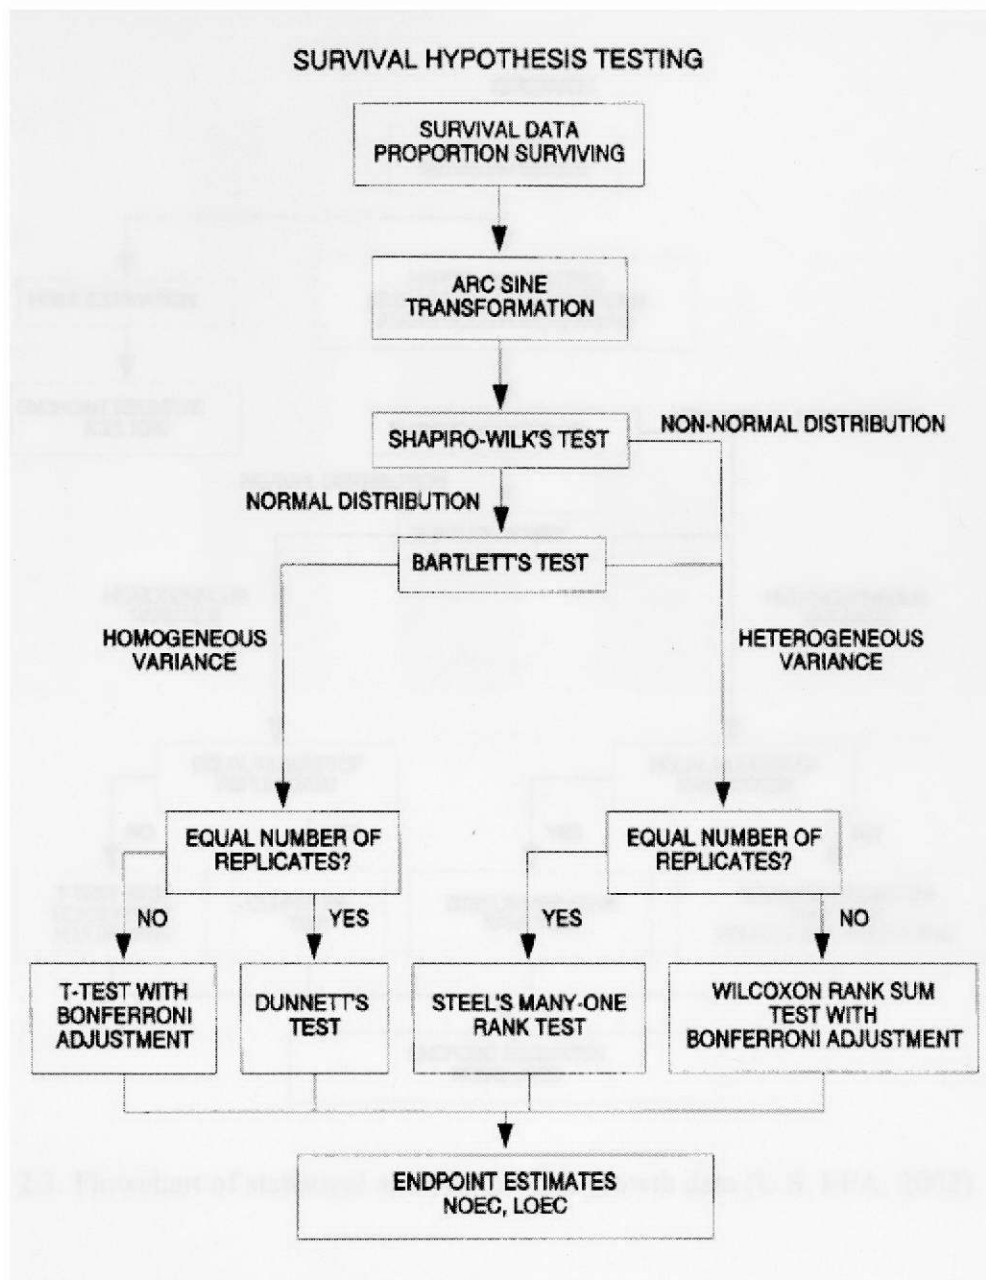 SURVIVAL HYPOTHESIS TESTING
SURVIVAL DATA
PROPORTION SURVIVING
ARC SINE
TRANSFORMATION
SHAPIRO-WILK'S TEST
NON-NORMAL DISTRIBUTION
NORMAL DISTRIBUTION
BARTLETT'S TEST
HOMOGENEOUS
VARIANCE
HETEROGENEOUS
VARIANCE
EQUAL NUMBER OF
REPLICATES?
EQUAL NUMBER OF
REPLICATES?
NO
YES
YES
NO
T-TEST WITH
BONFERRONI
ADJUSTMENT
DUNNETT'S
TEST
STEEL'S MANY-ONE
RANK TEST
WILCOXON RANK SUM
TEST WITH
BONFERRONI ADJUSTMENT
ENDPOINT ESTIMATES
NOEC, LOEC